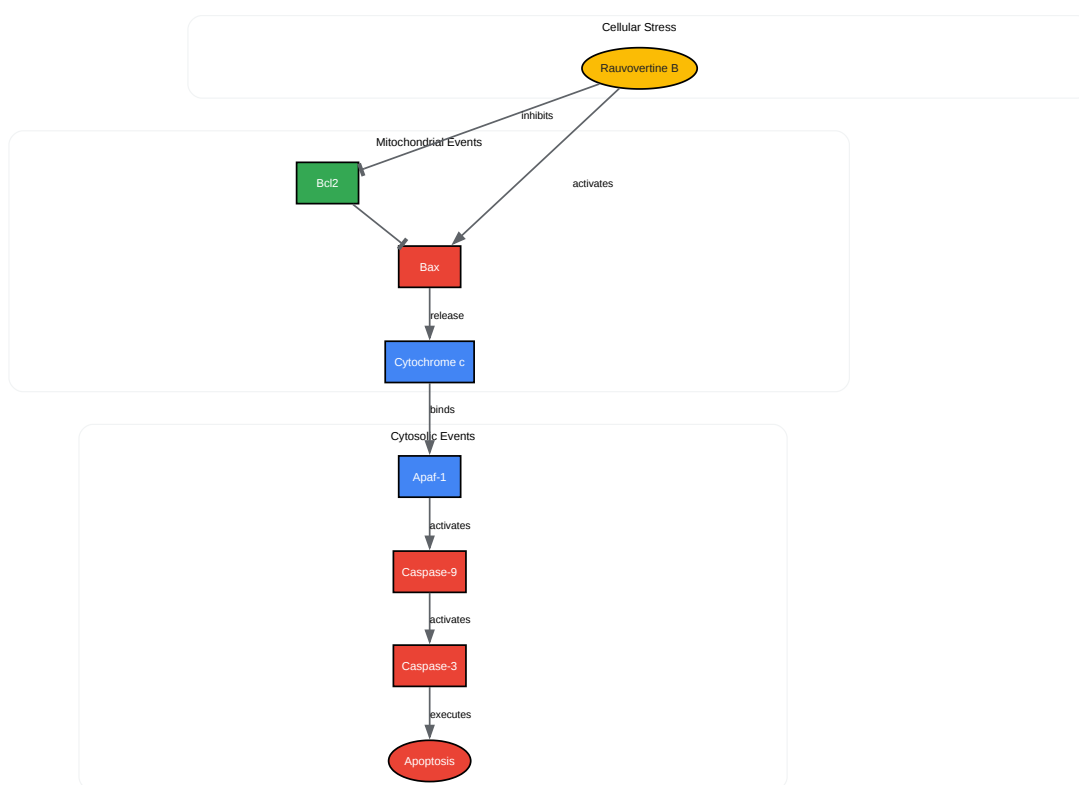 Cellular Stress
Rauvovertine B
inhibits
Mitochondrial Events
Bcl2
activates
Bax
release
Cytochrome c
binds
Cytosolic Events
Apaf-1
activates
Caspase-9
activates
Caspase-3
executes
Apoptosis